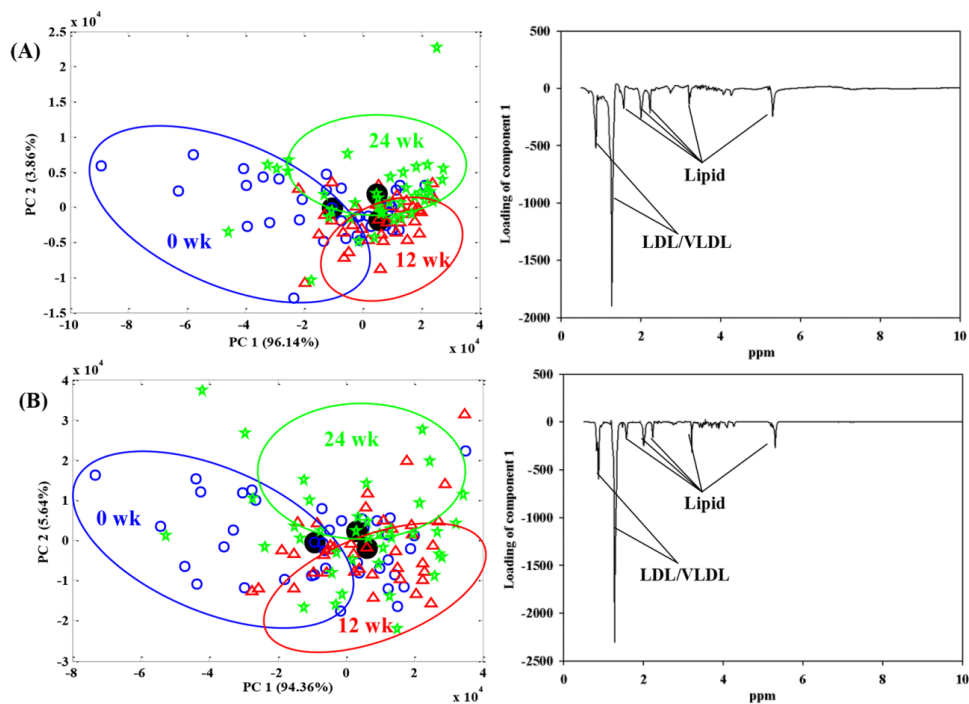 (A)
x 10^4
2.5
2
1.5
1
0.5
0
-0.5
-1
-1.5
PC 2 (3.86%)
24 wk
0 wk
12 wk
-10
-8
-6
-4
-2
0
2
4
PC 1 (96.14%)
x 10^4
500
0
-500
-1000
-1500
-2000
Loading of component 1
Lipid
LDL/VLDL
0
2
4
6
8
10
ppm
(B)
x 10^4
4
3
2
1
0
-1
-2
-3
PC 2 (5.64%)
24 wk
0 wk
12 wk
-8
-6
-4
-2
0
2
4
PC 1 (94.36%)
x 10^4
500
0
-500
-1000
-1500
-2000
-2500
Loading of component 1
Lipid
LDL/VLDL
0
2
4
6
8
10
ppm